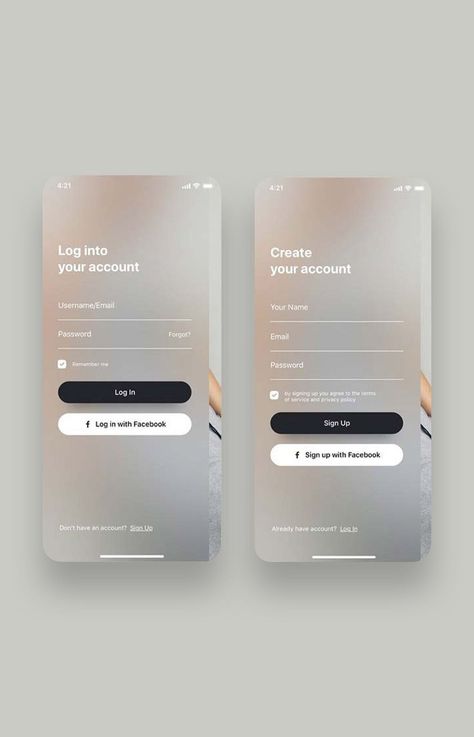 4:21
Log into
your account
Username/Email
Password
Forgot?
Remember me
Log In
f Log in with Facebook
Don't have an account? Sign Up
4:21
Create
your account
Your Name
Email
Password
by signing up you agree to the terms
of service and privacy policy
Sign Up
f Sign up with Facebook
Already have account? Log In